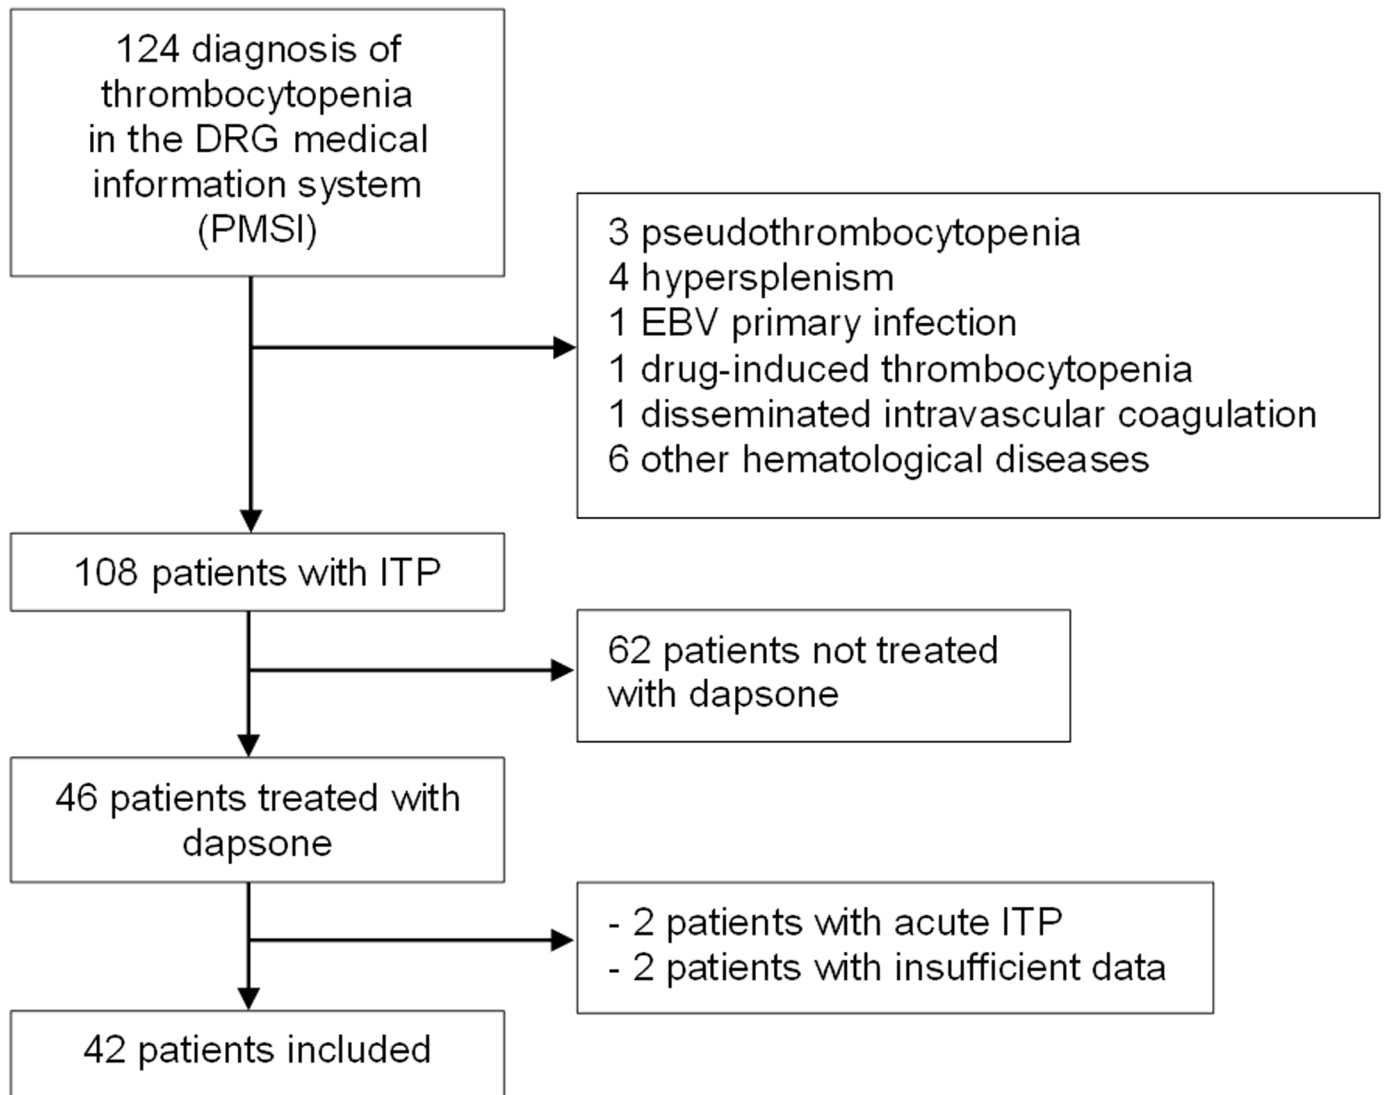 124 diagnosis of
thrombocytopenia
in the DRG medical
information system
(PMSI)
3 pseudothrombocytopenia
4 hypersplenism
1 EBV primary infection
1 drug-induced thrombocytopenia
1 disseminated intravascular coagulation
6 other hematological diseases
108 patients with ITP
62 patients not treated
with dapsone
46 patients treated with
dapsone
- 2 patients with acute ITP
- 2 patients with insufficient data
42 patients included